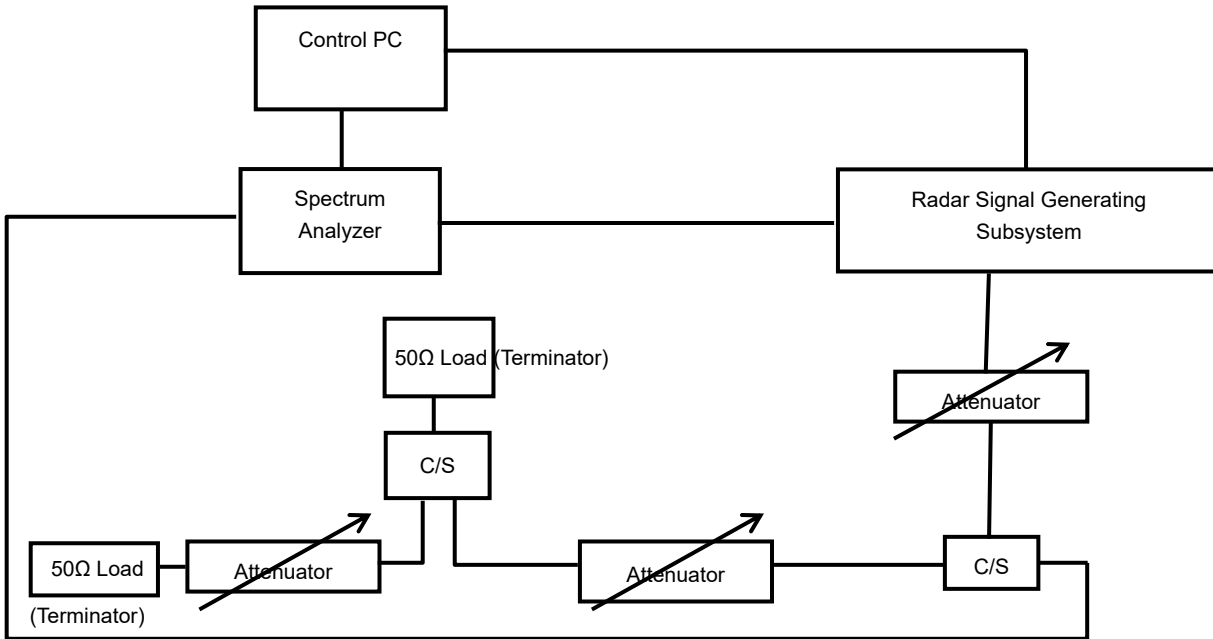 Control PC
Spectrum
Analyzer
Radar Signal Generating
Subsystem
50Ω Load (Terminator)
Attenuator
C/S
50Ω Load
(Terminator)
Attenuator
Attenuator
C/S